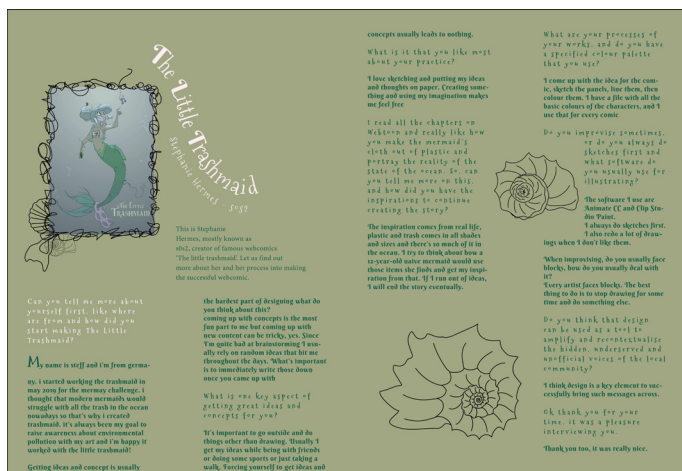 The Little Trashmaid
Stephanie Hermes - s0s2
THE LITTLE
TRASHMAID
This is Stephanie
Hermes, mostly known as
s0s2, creator of famous webcomics
'The little trashmaid'. Let us find out
more about her and her process into making
the successful webcomic.
Can you tell me more about
yourself first, like where
are from and how did you
start making The Little
Trashmaid?
My name is steff and i'm from germa-
ny. i started working the trashmaid in
may 2019 for the mermay challenge. i
thought that modern mermaids would
struggle with all the trash in the ocean
nowadays so that's why i created
trashmaid. it's always been my goal to
raise awareness about environmental
pollution with my art and i'm happy it
worked with the little trashmaid!
Getting ideas and concept is usually
the hardest part of designing what do
you think about this?
coming up with concepts is the most
fun part to me but coming up with
new content can be tricky, yes. Since
I'm quite bad at brainstorming I usu-
ally rely on random ideas that hit me
throughout the days. What's important
is to immediately write those down
once you came up with
What is one key aspect of
getting great ideas and
concepts for you?
It's important to go outside and do
things other than drawing. Usually I
get my ideas while being with friends
or doing some sports or just taking a
walk. Forcing yourself to get ideas and
concepts usually leads to nothing.
What is it that you like most
about your practice?
I love sketching and putting my ideas
and thoughts on paper. Creating some-
thing and using my imagination makes
me feel free
I read all the chapters on
Webtoon and really like how
you make the mermaid's
cloth out of plastic and
portray the reality of the
state of the ocean. So, can
you tell me more on this,
and how did you have the
inspirations to continue
creating the story?
The inspiration comes from real life,
plastic and trash comes in all shades
and sizes and there's so much of it in
the ocean. I try to think about how a
12-year-old naive mermaid would use
those items she finds and get my inspi-
ration from that. If I run out of ideas,
I will end the story eventually.
What are your processes of
your works, and do you have
a specified colour palette
that you use?
I come up with the idea for the com-
ic, sketch the panels, line them, then
colour them. I have a file with all the
basic colours of the characters, and I
use that for every comic
Do you improvise sometimes,
or do you always do
sketches first and
what software do
you usually use for
illustrating?
The software I use are
Animate CC and Clip Stu-
dio Paint.
I always do sketches first,
I also redo a lot of draw-
ings when I don't like them.
When improvising, do you usually face
blocks, how do you usually deal with
it?
Every artist faces blocks. The best
thing to do is to stop drawing for some
time and do something else.
Do you think that design
can be used as a tool to
amplify and recontextualise
the hidden, underserved and
unofficial voices of the local
community?
I think design is a key element to suc-
cessfully bring such messages across.
Ok thank you for your
time, it was a pleasure
interviewing you.
Thank you too, it was really nice.